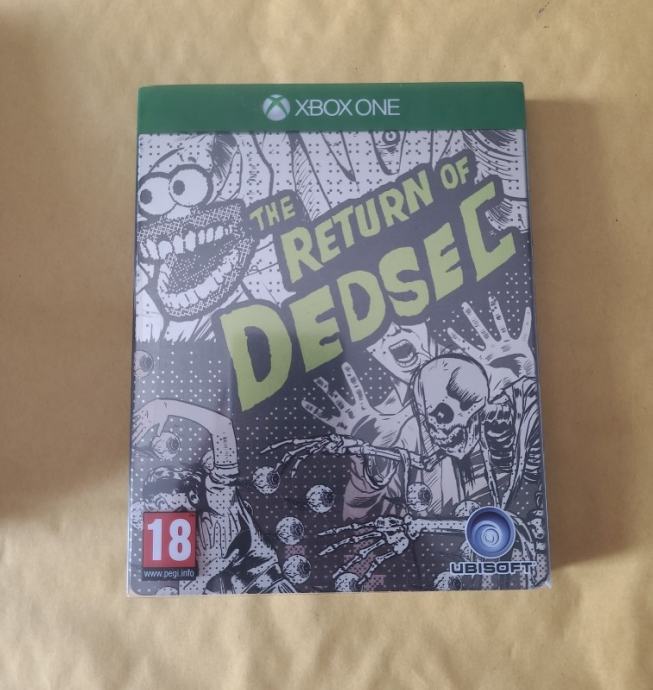 XBOX ONE
THE
RETURN OF
DEDSEC
18
www.pegi.info
UBISOFT